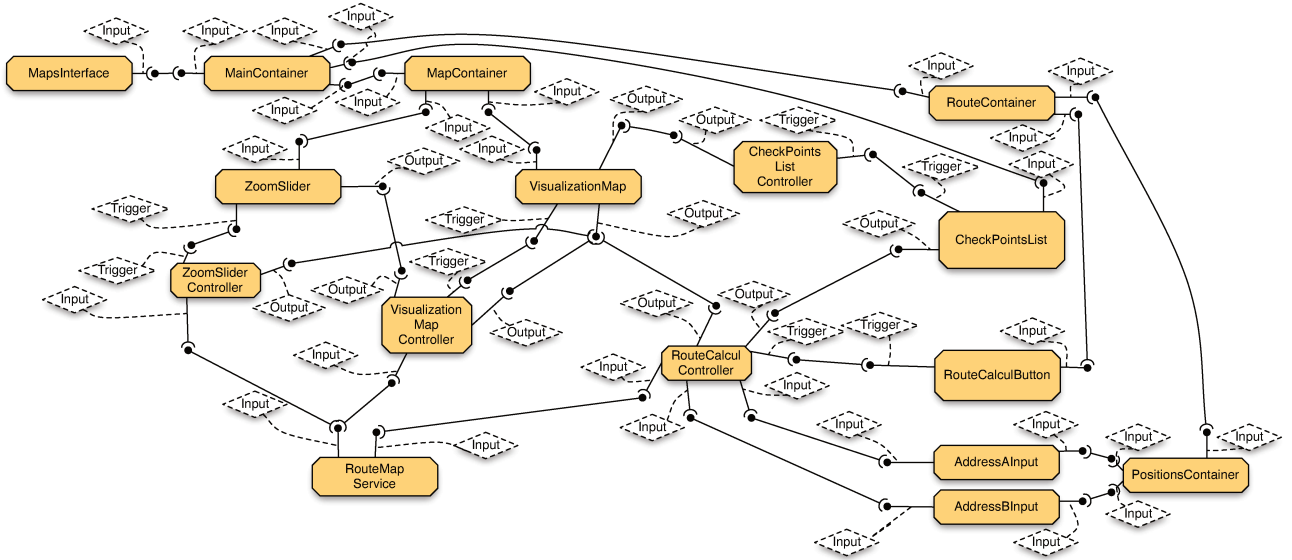 Input
Input
Input
Input
MapsInterface
MainContainer
MapContainer
Input
Input
Input
Output
Input
Input
RouteContainer
Input
Output
Trigger
Input
Input
Input
Output
CheckPoints
List
Controller
Trigger
Input
ZoomSlider
VisualizationMap
Trigger
Trigger
Output
Output
CheckPointsList
Trigger
ZoomSlider
Controller
Trigger
Input
Output
Output
Output
Output
Visualization
Map
Controller
Output
Trigger
Trigger
Input
Input
RouteCalcul
Controller
Input
Input
RouteCalculButton
Input
Input
Input
Input
Input
Input
Input
Input
RouteMap
Service
AddressAInput
PositionsContainer
AddressBInput
Input
Input
Input